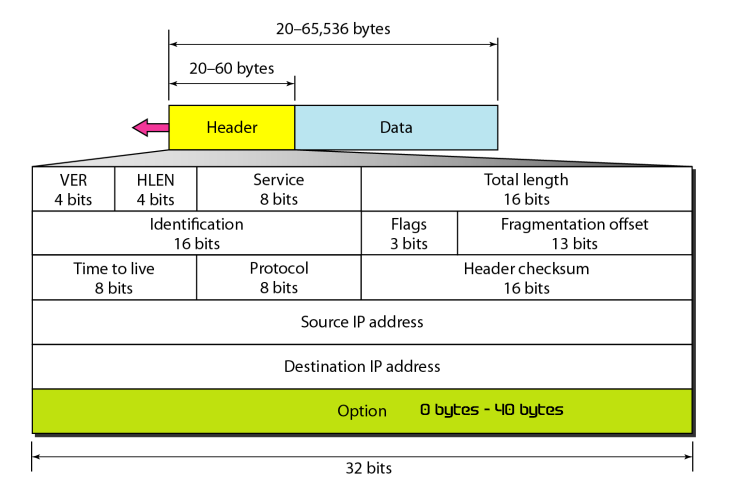 20–65,536 bytes
20–60 bytes
Header
Data
VER
4 bits
HLEN
4 bits
Service
8 bits
Total length
16 bits
Identification
16 bits
Flags
3 bits
Fragmentation offset
13 bits
Time to live
8 bits
Protocol
8 bits
Header checksum
16 bits
Source IP address
Destination IP address
Option 0 bytes - 40 bytes
32 bits